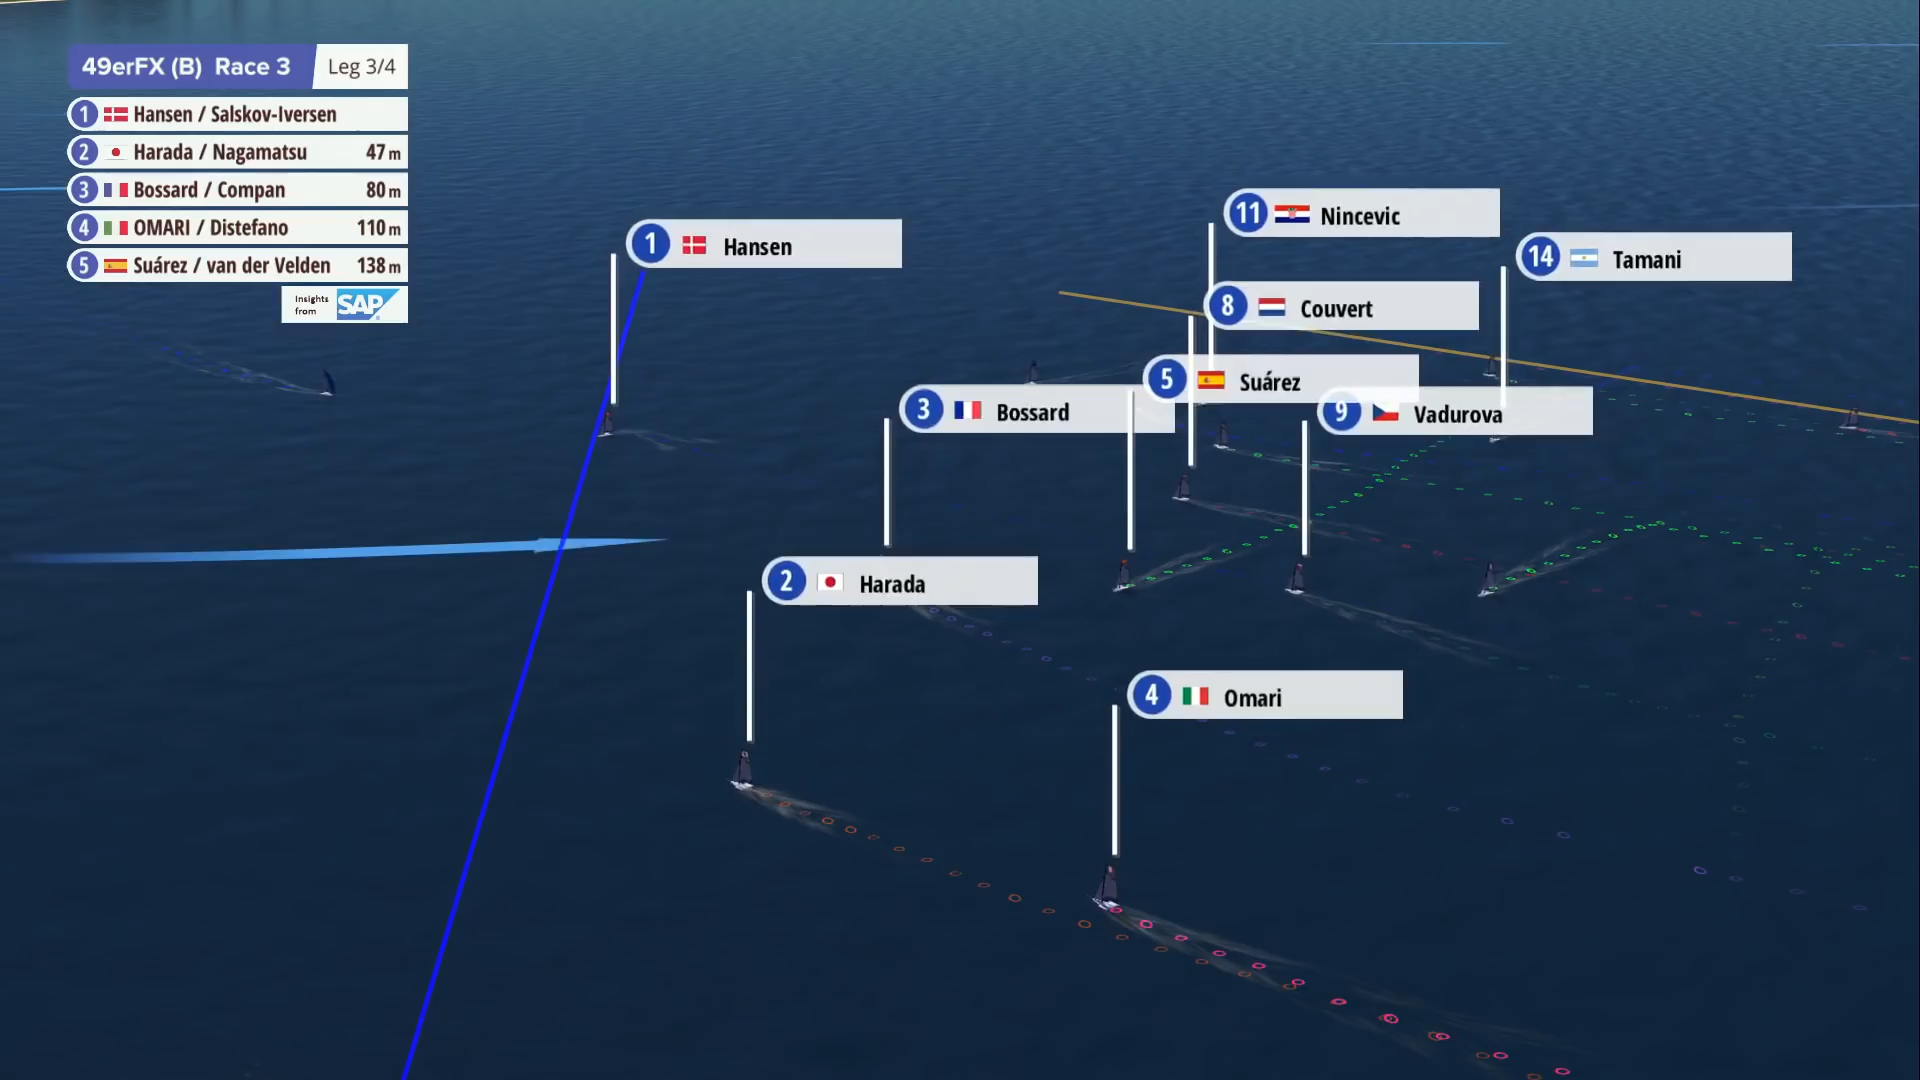 49erFX (B) Race 3 Leg 3/4
1 Hansen / Salskov-Iversen
2 Harada / Nagamatsu 47 m
3 Bossard / Compan 80 m
4 OMARI / Distefano 110 m
5 Suárez / van der Velden 138 m
Insights
from
SAP
11 Nincevic
1 Hansen
14 Tamani
8 Couvert
5 Suárez
3 Bossard
9 Vadurova
2 Harada
4 Omari